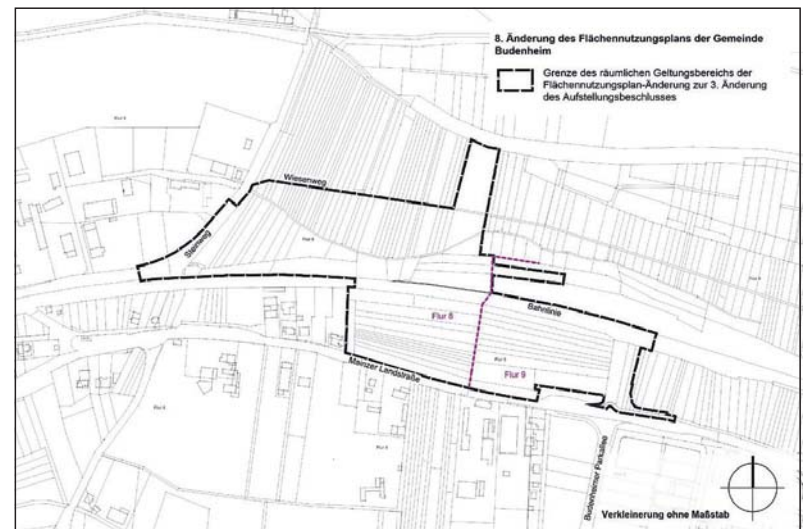 8. Änderung des Flächennutzungsplans der Gemeinde
Budenheim
Grenze des räumlichen Geltungsbereichs der
Flächennutzungsplan-Änderung zur 3. Änderung
des Aufstellungsbeschlusses
Wiesenweg
Steinweg
Bahnlinie
Flur 8
Flur 9
Mainzer Landstraße
Budenheimer Parkallee
Verkleinerung ohne Maßstab